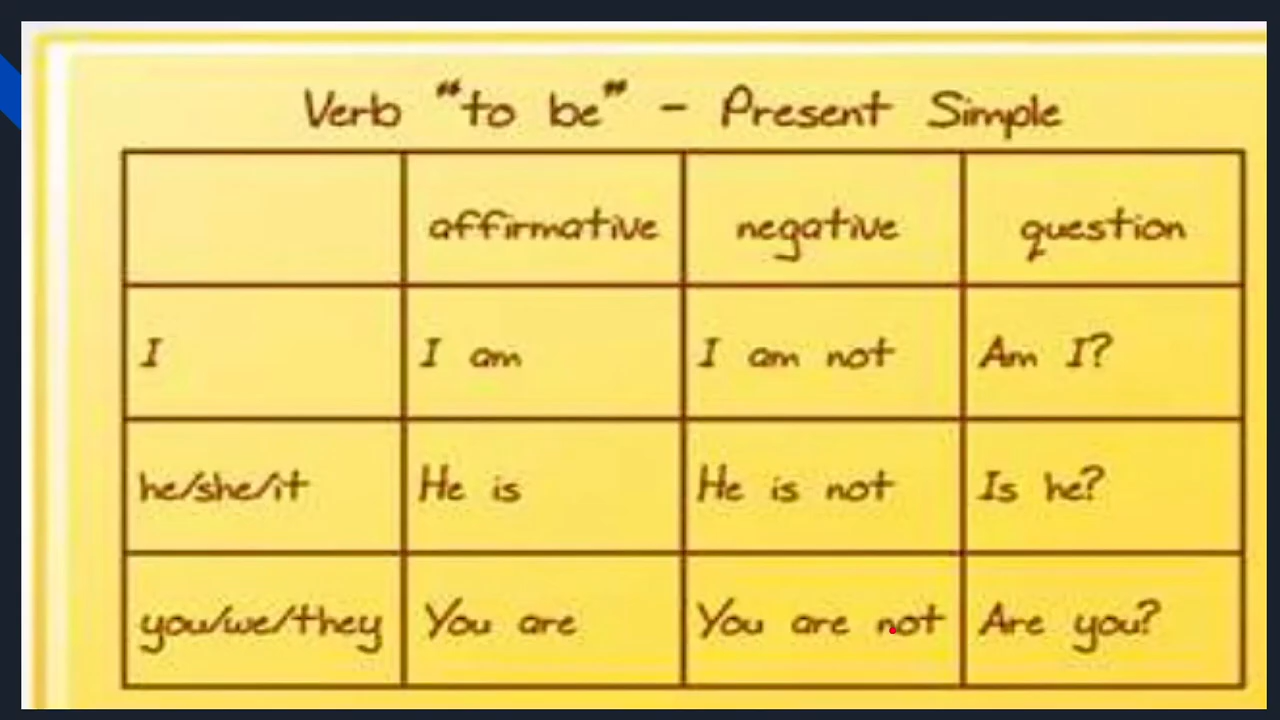 Verb "to be" - Present Simple
affirmative negative question
I I am I am not Am I?
he/she/it He is He is not Is he?
you/we/they You are You are not Are you?